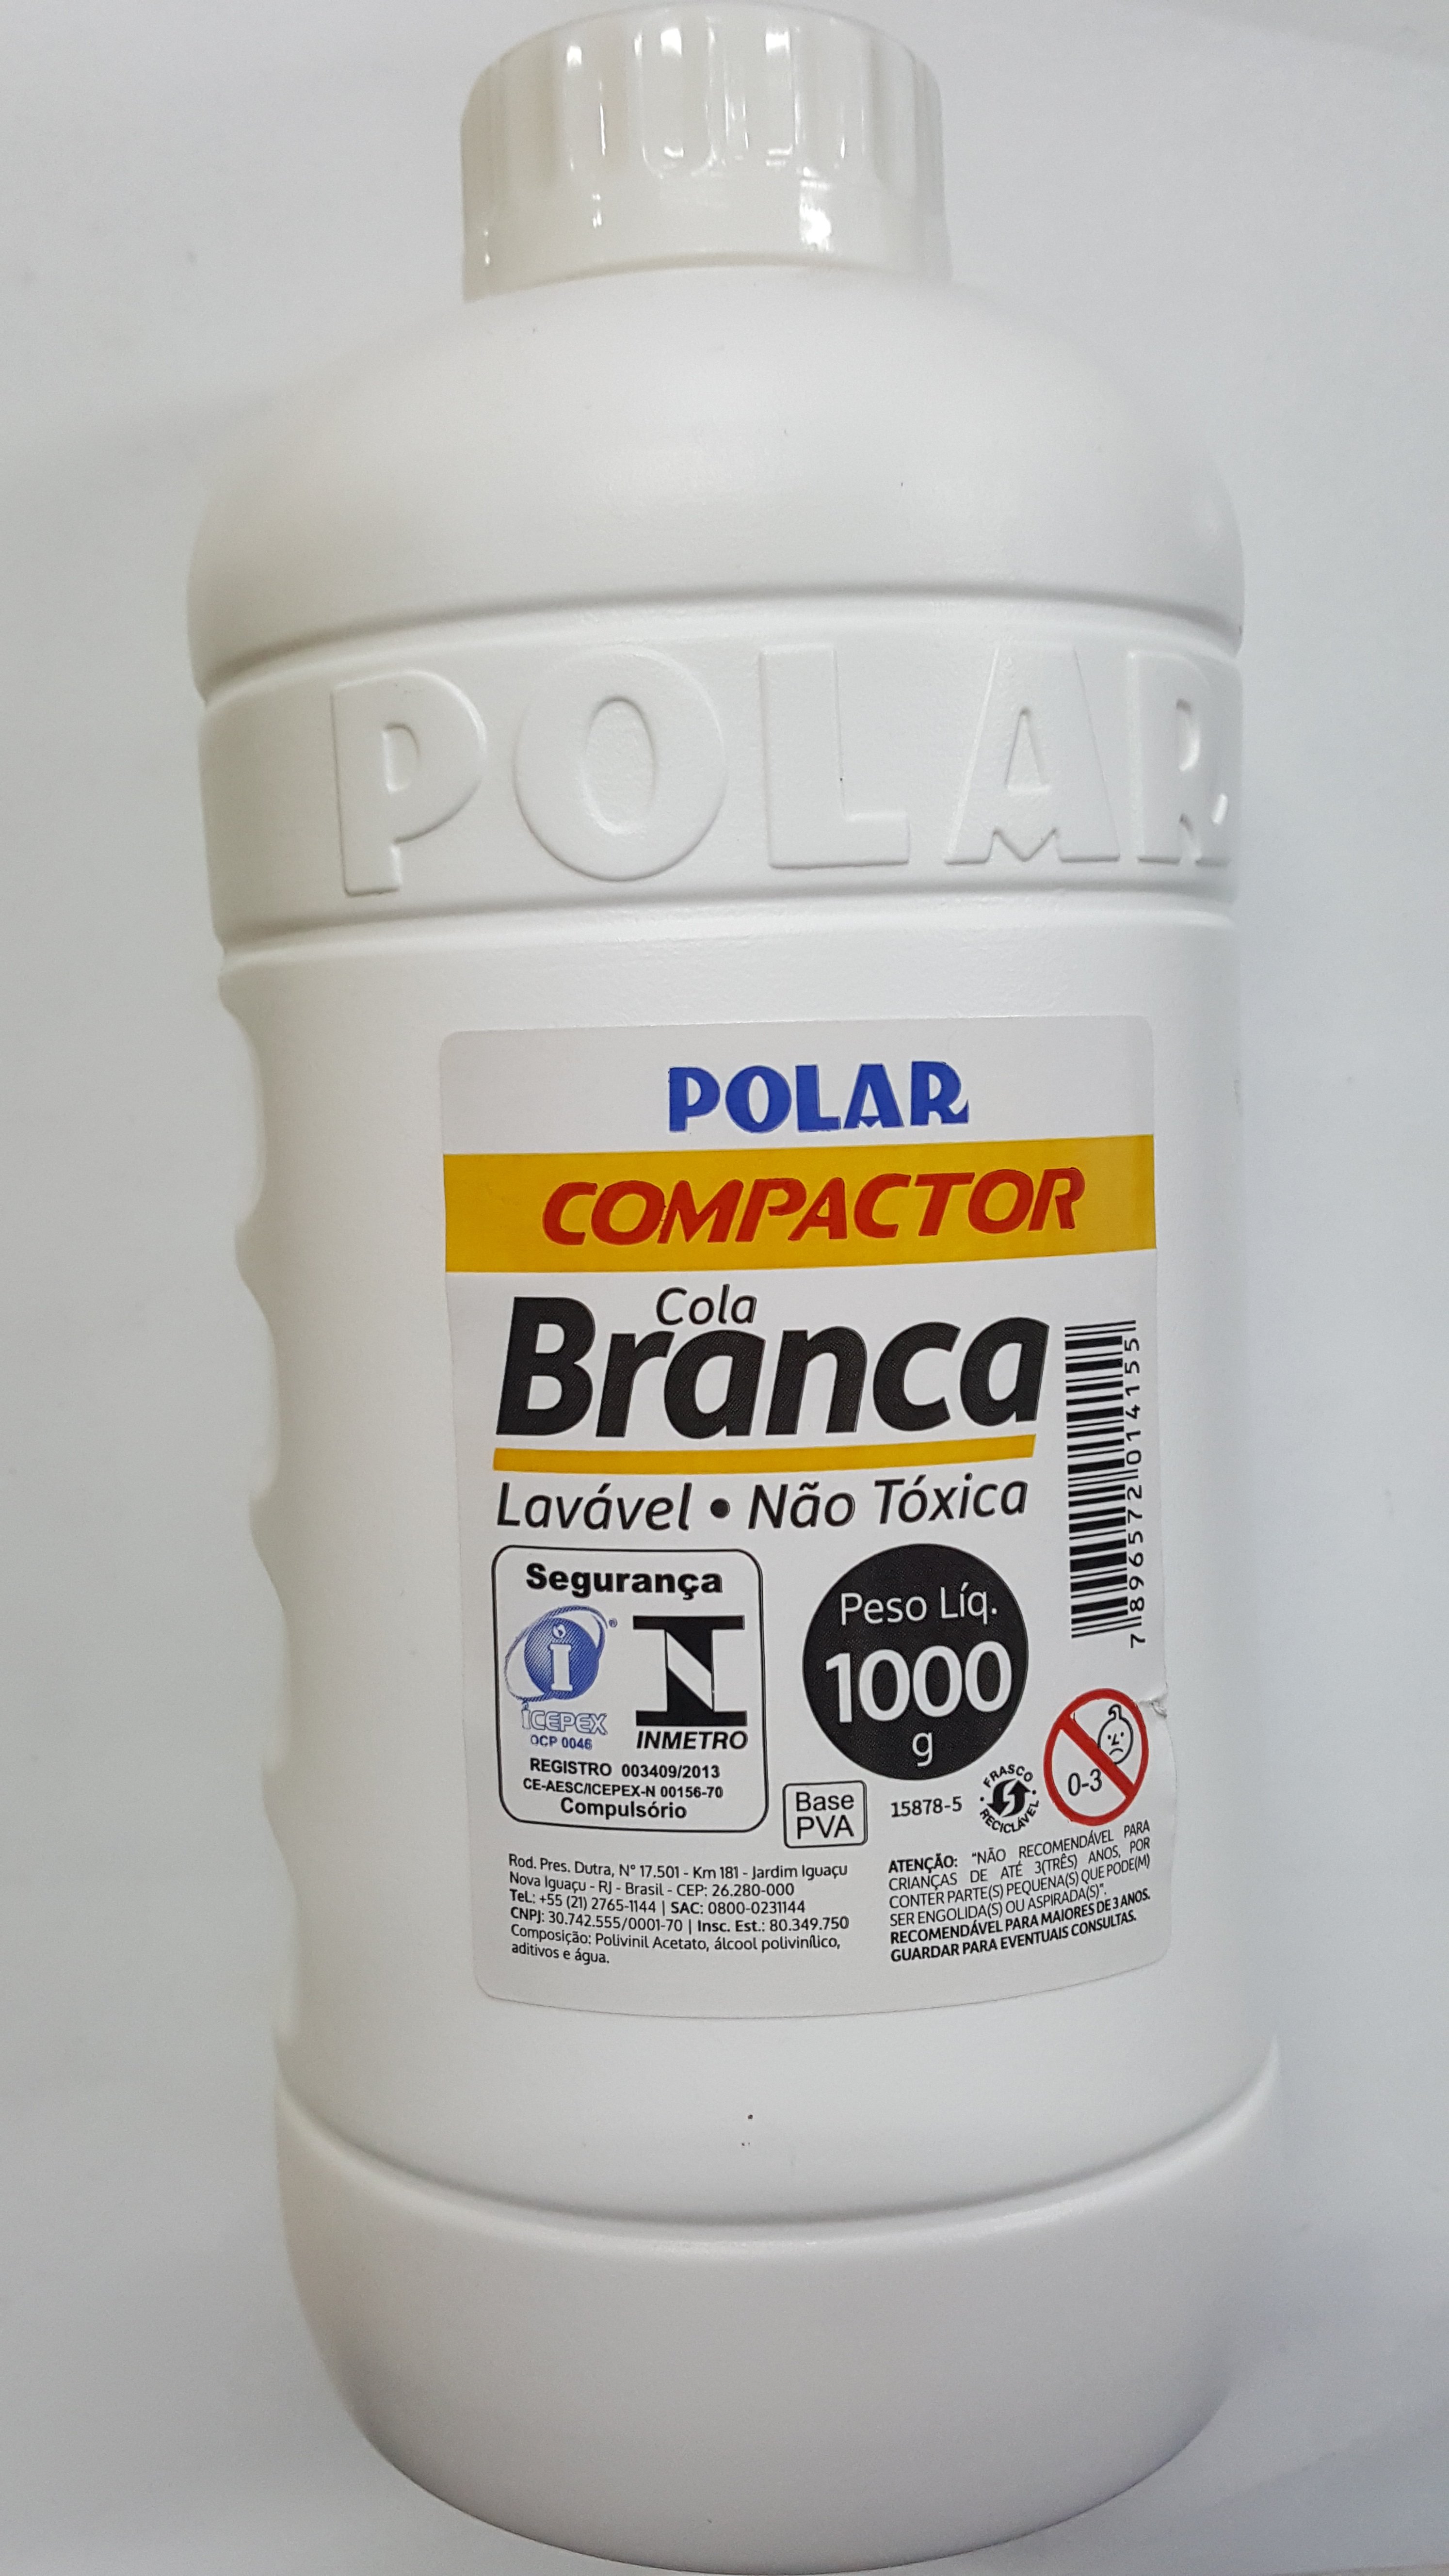 POLAR
POLAR
COMPACTOR
Cola
Branca
Lavável • Não Tóxica
7 896572 014155
Segurança
ICEPEX
OCP 0046
INMETRO
REGISTRO 003409/2013
CE-AESC/ICEPEX-N 00156-70
Compulsório
Peso Líq.
1000
g
Base
PVA
15878-5
FRASCO
RECICLÁVEL
0-3
Rod. Pres. Dutra, N° 17.501 - Km 181 - Jardim Iguaçu
Nova Iguaçu - RJ - Brasil - CEP: 26.280-000
Tel.: +55 (21) 2765-1144 | SAC: 0800-0231144
CNPJ: 30.742.555/0001-70 | Insc. Est.: 80.349.750
Composição: Polivinil Acetato, álcool polivinílico,
aditivos e água.
ATENÇÃO: "NÃO RECOMENDÁVEL PARA
CRIANÇAS DE ATÉ 3(TRÊS) ANOS, POR
CONTER PARTE(S) PEQUENA(S) QUE PODE(M)
SER ENGOLIDA(S) OU ASPIRADA(S)".
RECOMENDÁVEL PARA MAIORES DE 3 ANOS.
GUARDAR PARA EVENTUAIS CONSULTAS.